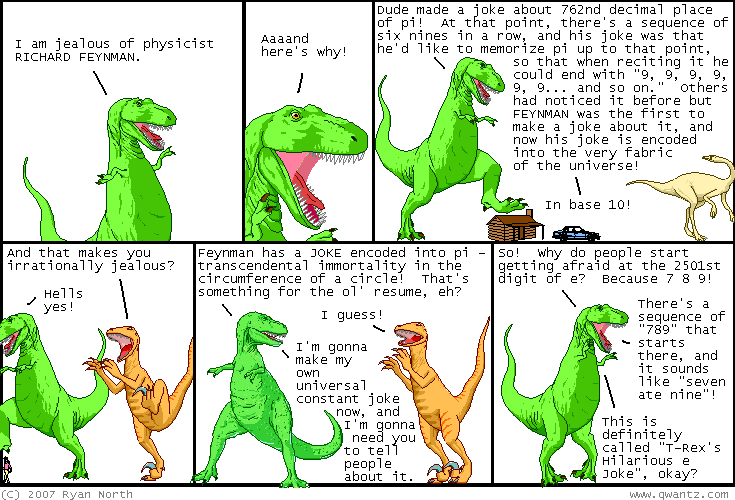 I am jealous of physicist
RICHARD FEYNMAN.
Aaaand
here's why!
Dude made a joke about 762nd decimal place
of pi! At that point, there's a sequence of
six nines in a row, and his joke was that
he'd like to memorize pi up to that point,
so that when reciting it he
could end with "9, 9, 9, 9,
9, 9... and so on." Others
had noticed it before but
FEYNMAN was the first to
make a joke about it, and
now his joke is encoded
into the very fabric
of the universe!
In base 10!
And that makes you
irrationally jealous?
Hells
yes!
Feynman has a JOKE encoded into pi -
transcendental immortality in the
circumference of a circle! That's
something for the ol' resume, eh?
I guess!
I'm gonna
make my
own
universal
constant joke
now, and
I'm gonna
need you
to tell
people
about it.
So! Why do people start
getting afraid at the 2501st
digit of e? Because 7 8 9!
There's a
sequence of
"789" that
starts
there, and
it sounds
like "seven
ate nine"!
This is
definitely
called "T-Rex's
Hilarious e
Joke", okay?
(C) 2007 Ryan North
www.qwantz.com